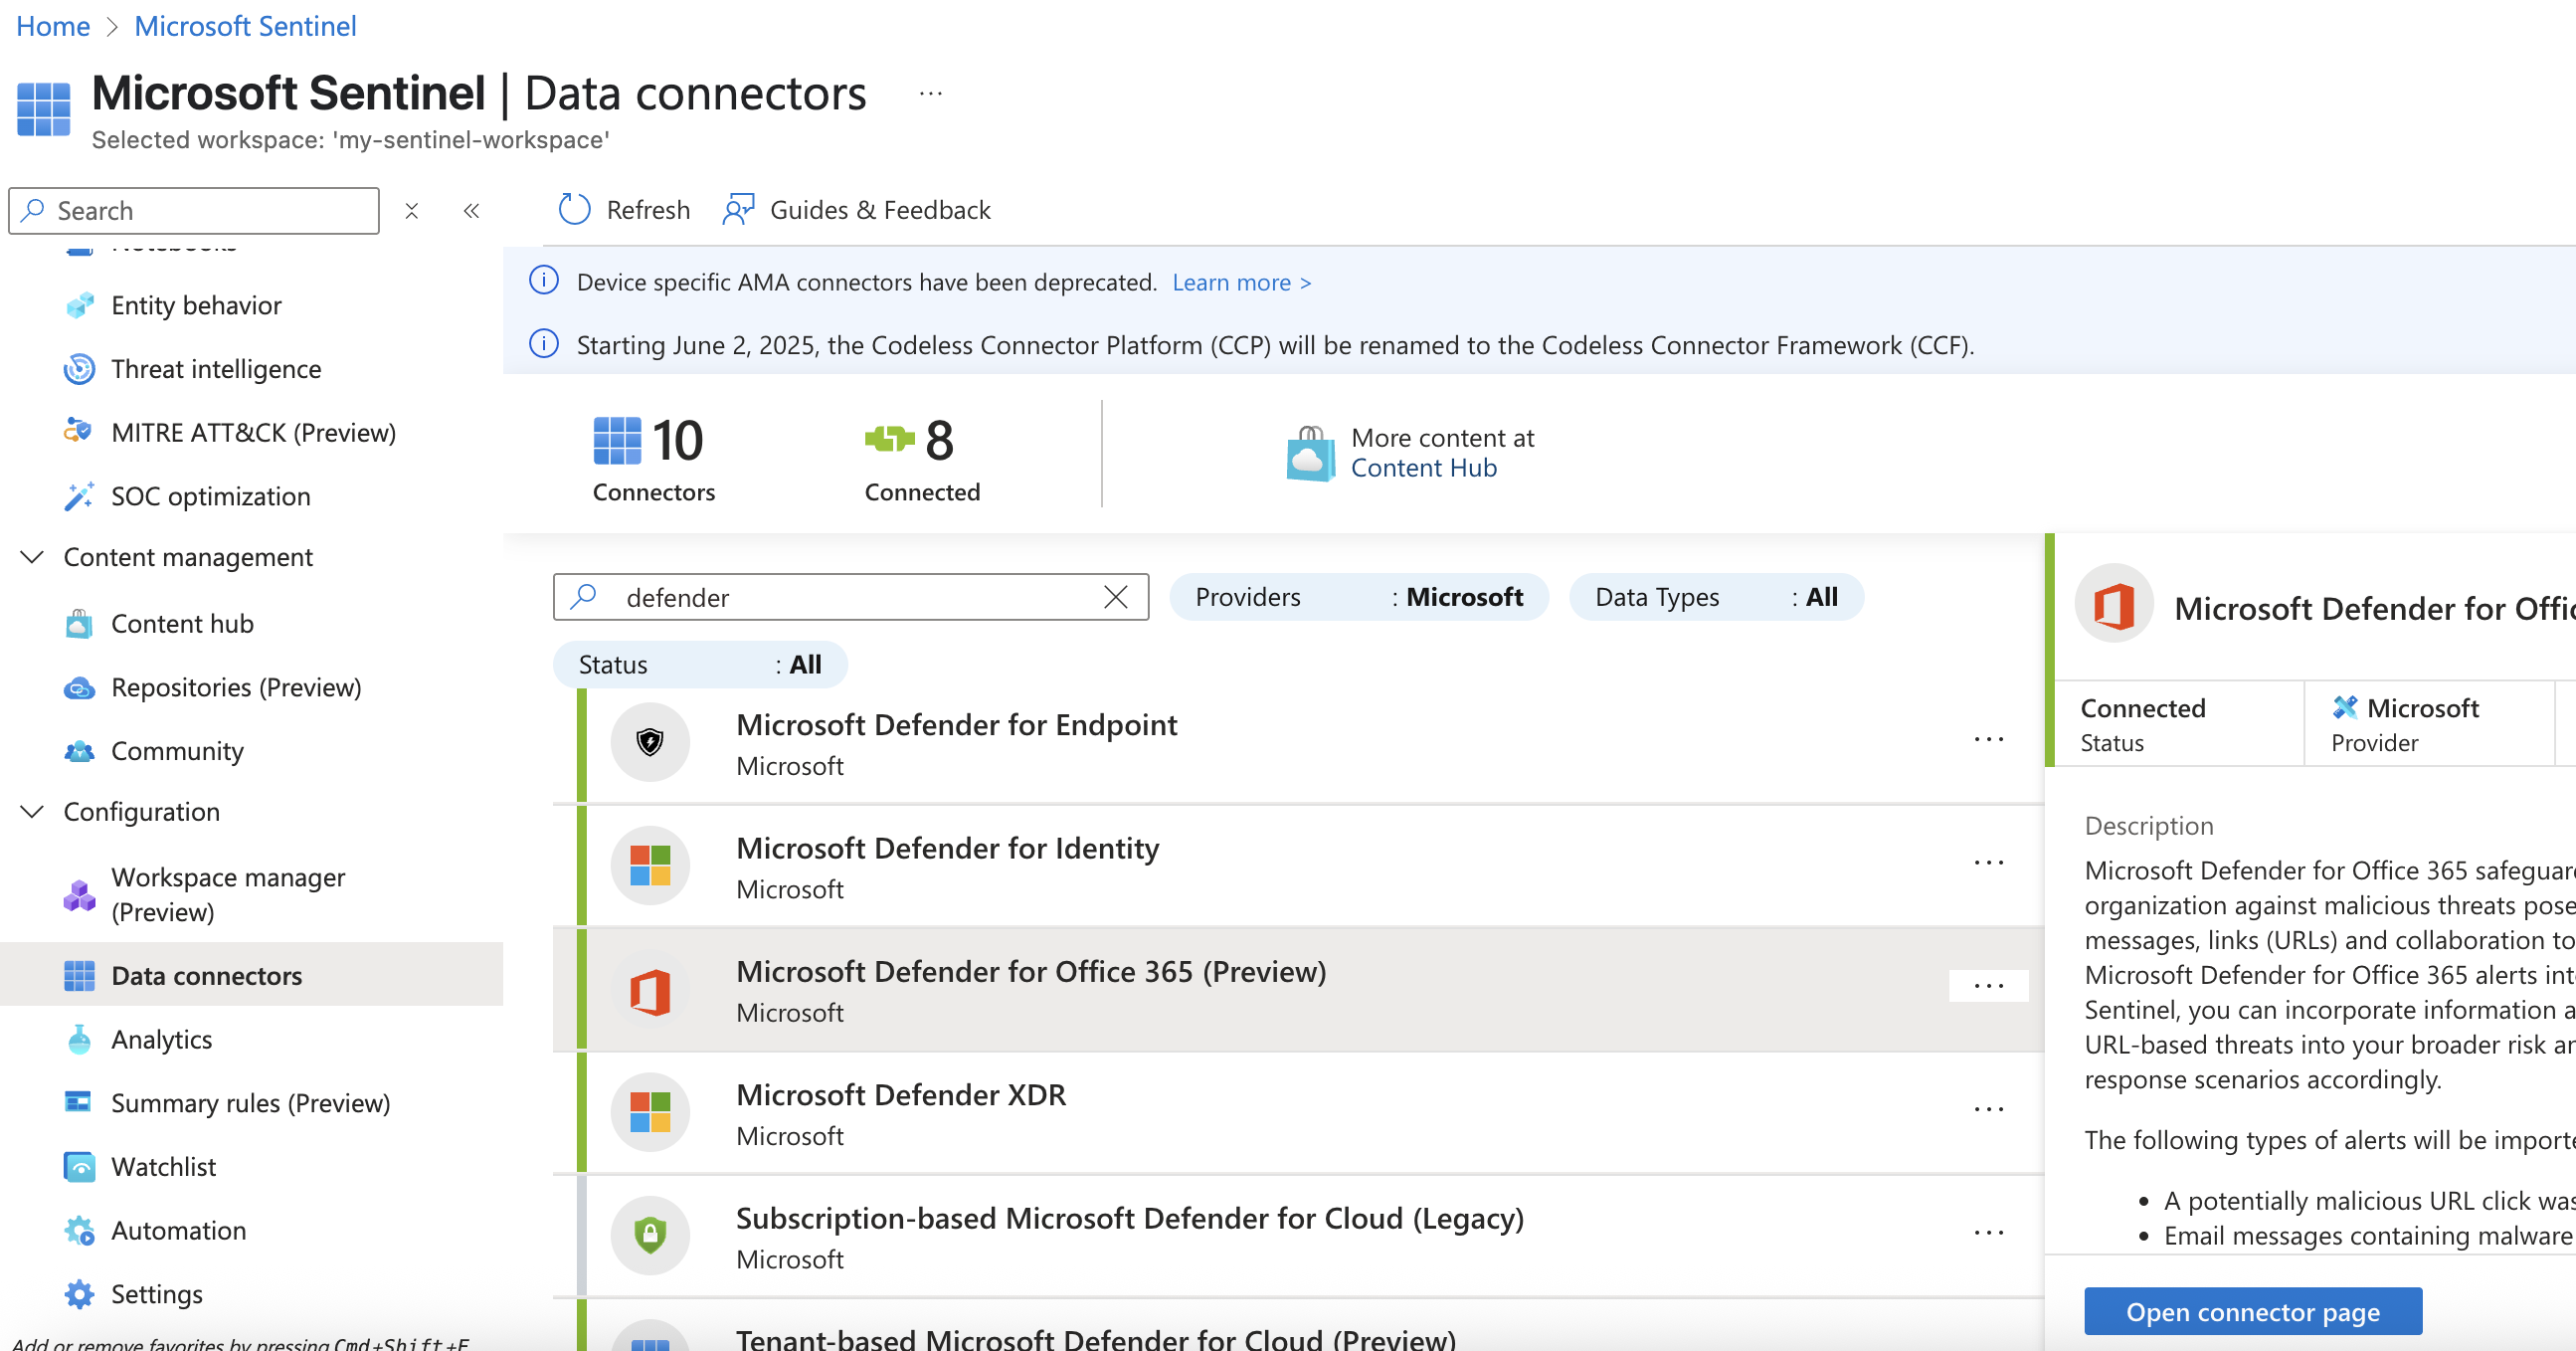 Home > Microsoft Sentinel
Microsoft Sentinel | Data connectors ...
Selected workspace: 'my-sentinel-workspace'
Search
Notebooks
Entity behavior
Threat intelligence
MITRE ATT&CK (Preview)
SOC optimization
Content management
Content hub
Repositories (Preview)
Community
Configuration
Workspace manager
(Preview)
Data connectors
Analytics
Summary rules (Preview)
Watchlist
Automation
Settings
Add or remove favorites by pressing Cmd+Shift+F
Refresh
Guides & Feedback
Device specific AMA connectors have been deprecated. Learn more >
Starting June 2, 2025, the Codeless Connector Platform (CCP) will be renamed to the Codeless Connector Framework (CCF).
10
Connectors
8
Connected
More content at
Content Hub
defender
Providers : Microsoft
Data Types : All
Status : All
Microsoft Defender for Endpoint
Microsoft
Microsoft Defender for Identity
Microsoft
Microsoft Defender for Office 365 (Preview)
Microsoft
Microsoft Defender XDR
Microsoft
Subscription-based Microsoft Defender for Cloud (Legacy)
Microsoft
Tenant-based Microsoft Defender for Cloud (Preview)
Microsoft Defender for Offic
Connected
Status
Microsoft
Provider
Description
Microsoft Defender for Office 365 safeguar
organization against malicious threats pose
messages, links (URLs) and collaboration to
Microsoft Defender for Office 365 alerts int
Sentinel, you can incorporate information a
URL-based threats into your broader risk an
response scenarios accordingly.
The following types of alerts will be importe
A potentially malicious URL click was
Email messages containing malware
Open connector page